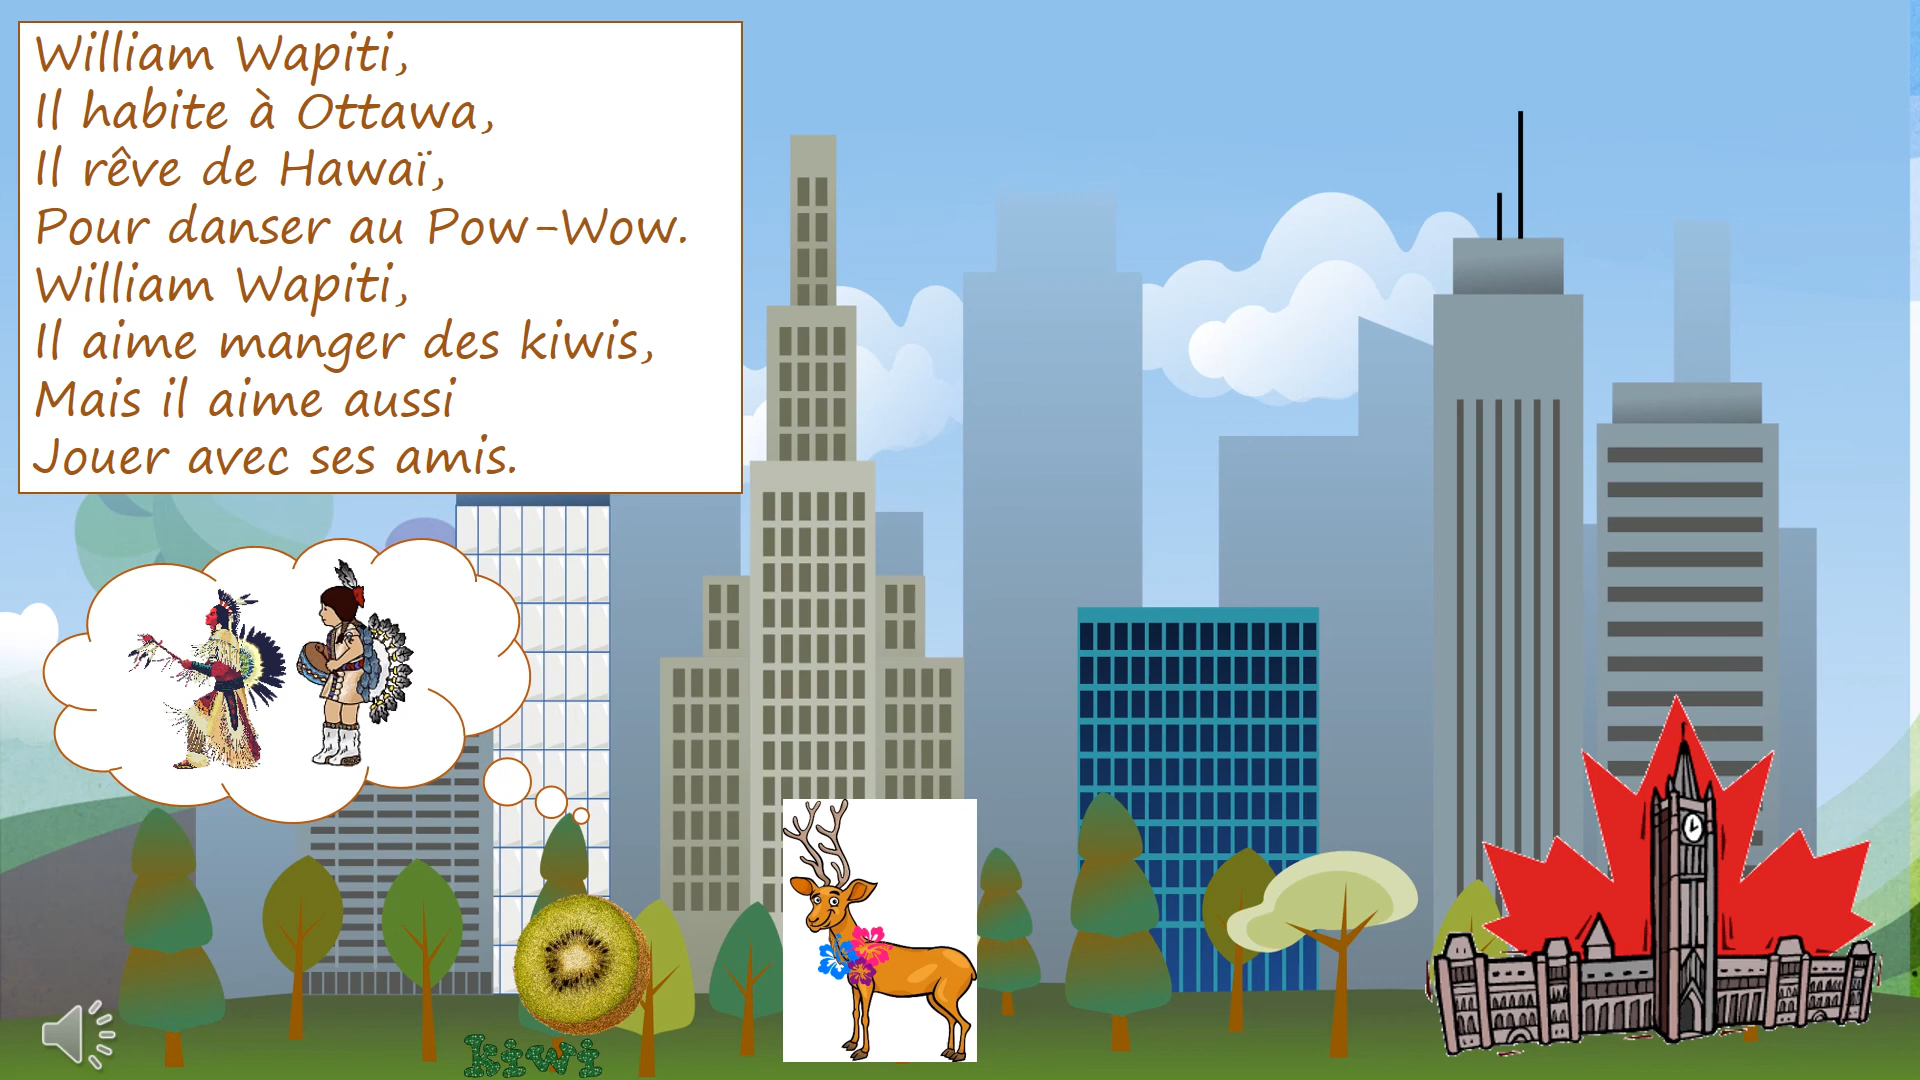 William Wapiti,
Il habite à Ottawa,
Il rêve de Hawaï,
Pour danser au Pow-Wow.
William Wapiti,
Il aime manger des kiwis,
Mais il aime aussi
Jouer avec ses amis.
kiwi